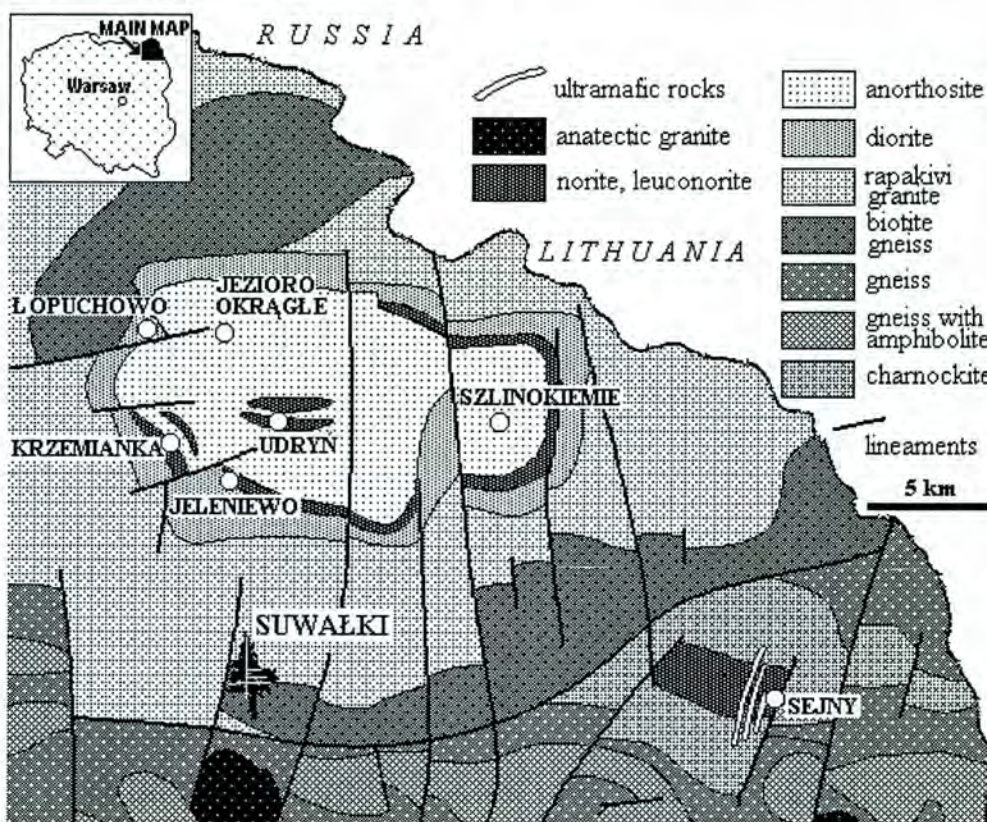 MAIN MAP
Warsaw
RUSSIA
ultramafic rocks
anatectic granite
norite, leuconorite
anorthosite
diorite
rapakivi
granite
biotite
gneiss
gneiss
gneiss with
amphibolite
charnockite
lineaments
5 km
LITHUANIA
ŁOPUCHOWO
JEZIORO
OKRĄGŁE
SZLINOKIEMIE
KRZEMIANKA
UDRYŃ
JELENIEWO
SUWAŁKI
SEJNY